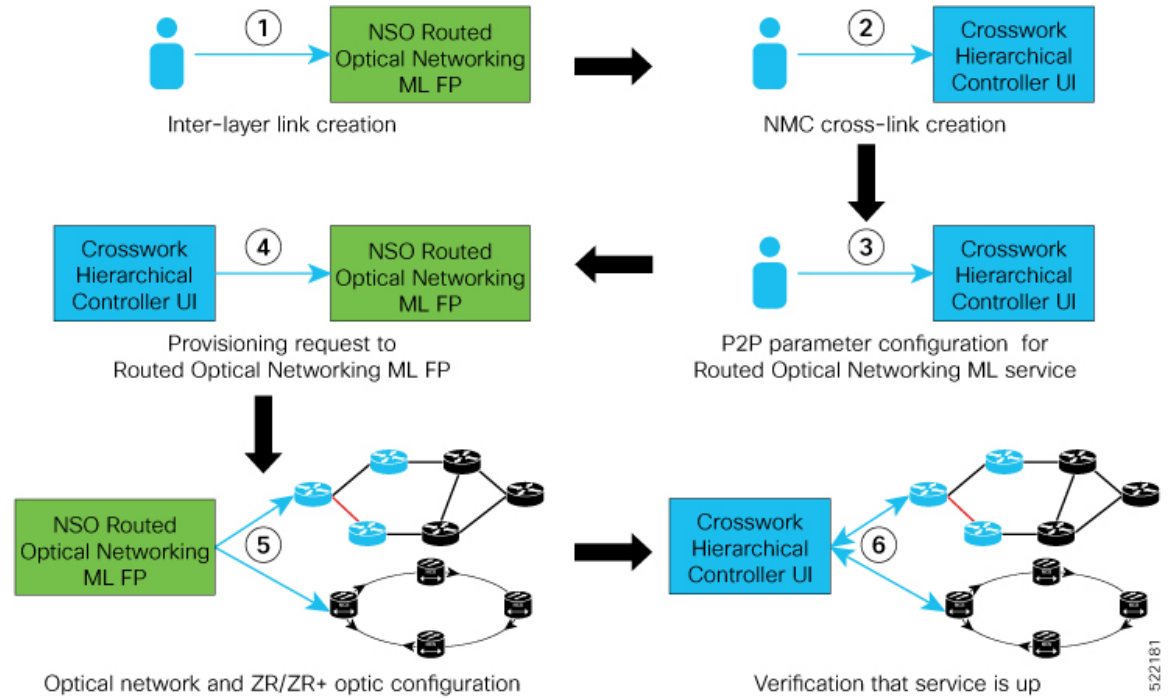 1
NSO Routed
Optical Networking
ML FP
Inter-layer link creation
2
Crosswork
Hierarchical
Controller UI
NMC cross-link creation
3
Crosswork
Hierarchical
Controller UI
P2P parameter configuration for
Routed Optical Networking ML service
Crosswork
Hierarchical
Controller UI
4
NSO Routed
Optical Networking
ML FP
Provisioning request to
Routed Optical Networking ML FP
NSO Routed
Optical Networking
ML FP
5
Optical network and ZR/ZR+ optic configuration
Crosswork
Hierarchical
Controller UI
6
Verification that service is up
522181